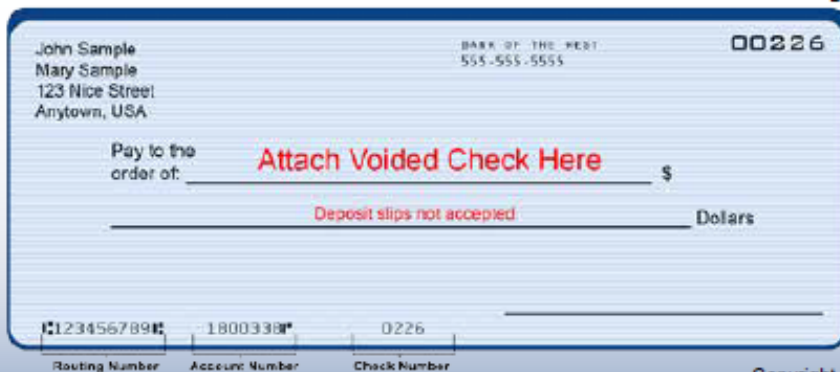 John Sample
Mary Sample
123 Nice Street
Anytown, USA
BANK OF THE WEST
555-555-5555
00226
Pay to the
order of:
Attach Voided Check Here
$
Deposit slips not accepted
Dollars
⑆123456789⑆ 1800338⑈ 0226
Routing Number Account Number Check Number
Copyright